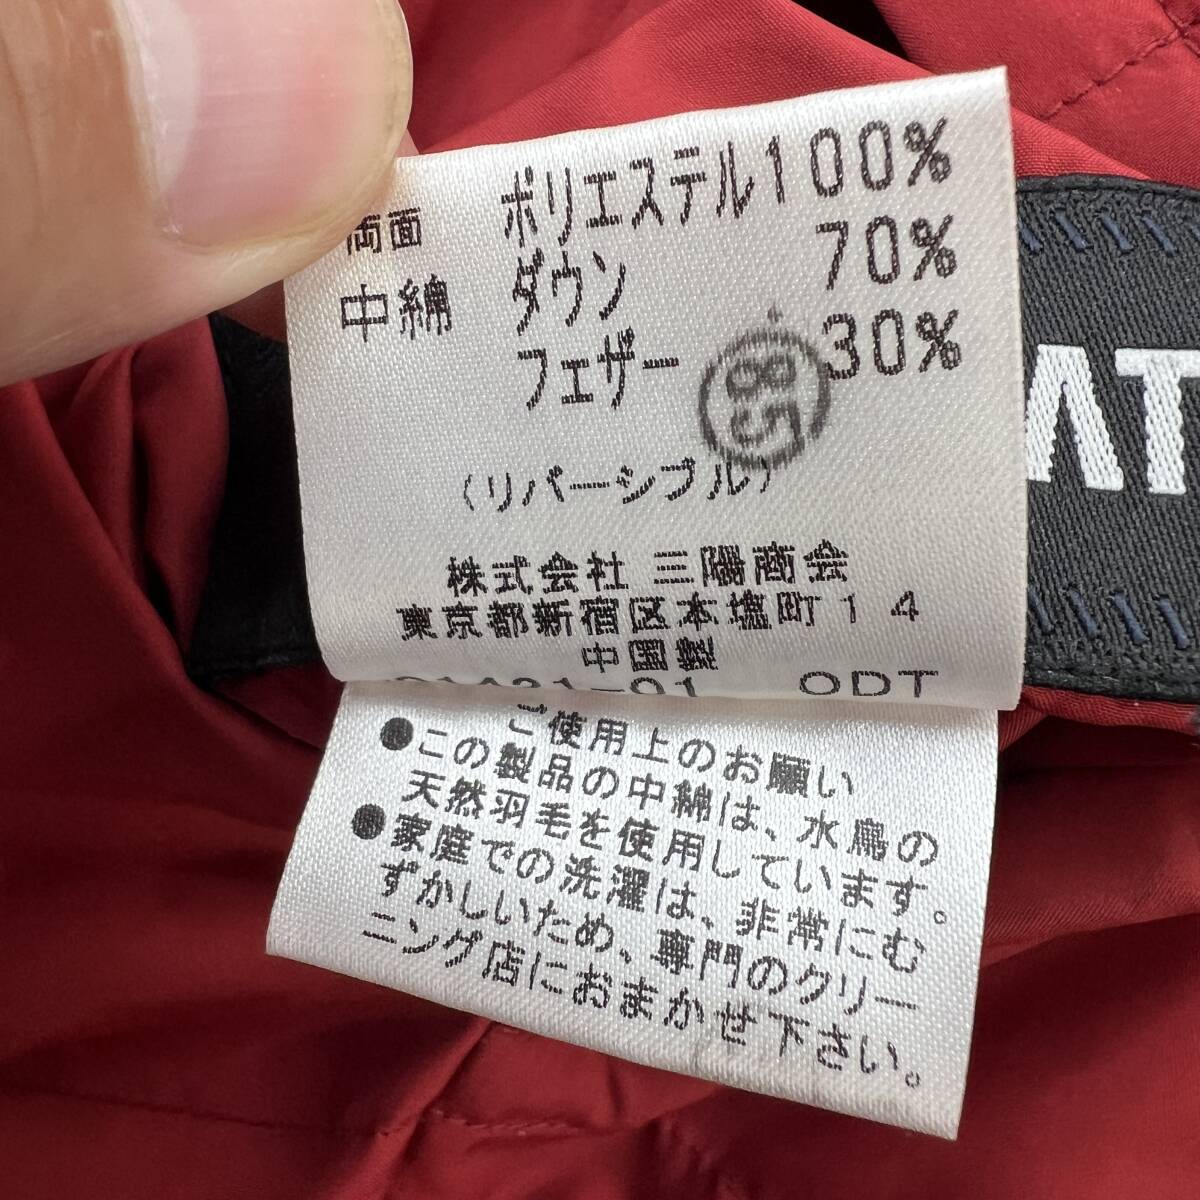 両面 ポリエステル100%
中綿 ダウン 70%
フェザー 30%
85
(リバーシブル)
株式会社 三陽商会
東京都新宿区本塩町14
中国製
ODT
ご使用上のお願い
●この製品の中綿は、水鳥の
天然羽毛を使用しています。
●家庭での洗濯は、非常にむ
ずかしいため、専門のクリー
ニング店におまかせ下さい。
AT